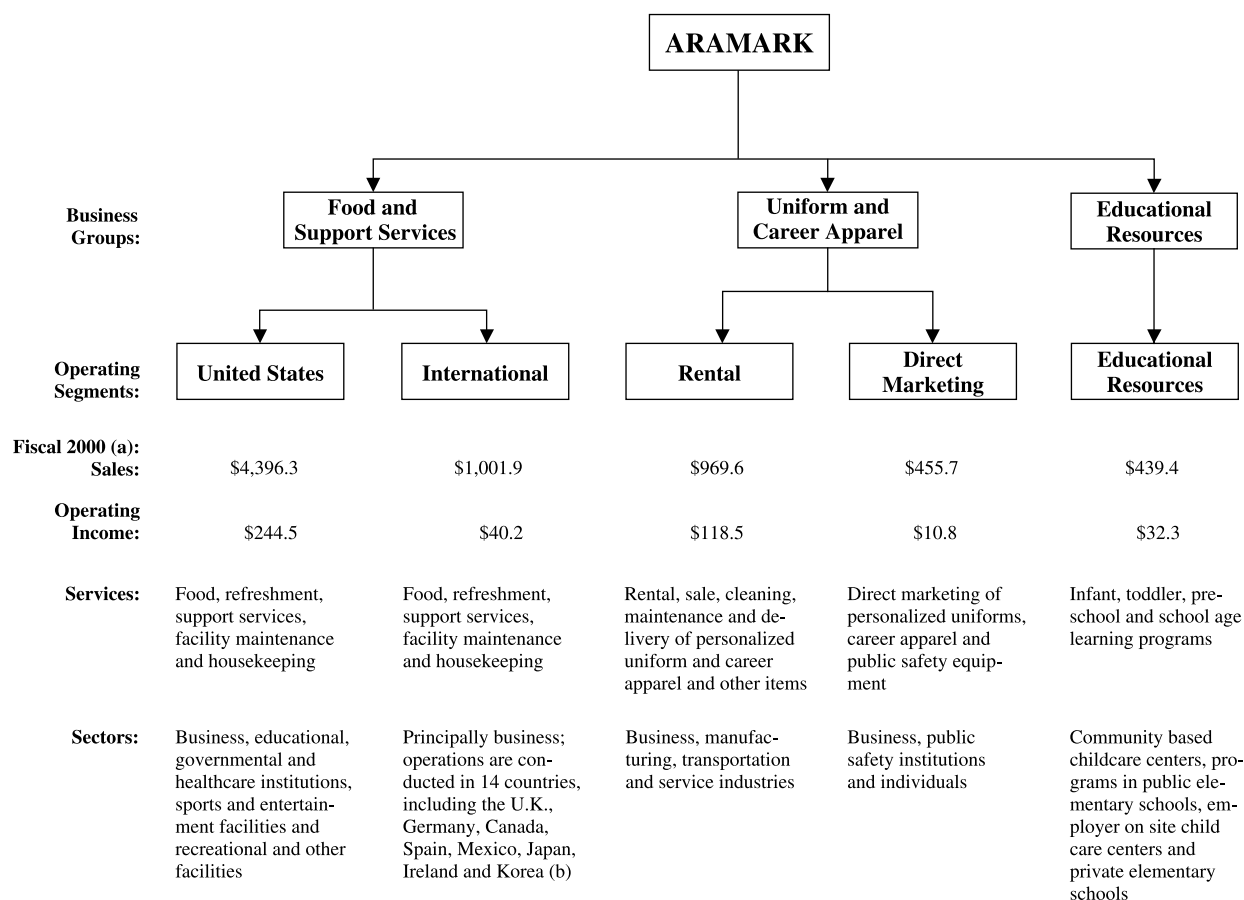 ARAMARK
Business
Groups:
Food and
Support Services
Uniform and
Career Apparel
Educational
Resources
Operating
Segments:
United States
International
Rental
Direct
Marketing
Educational
Resources
Fiscal 2000 (a):
Sales:
$4,396.3
$1,001.9
$969.6
$455.7
$439.4
Operating
Income:
$244.5
$40.2
$118.5
$10.8
$32.3
Services:
Food, refreshment,
support services,
facility maintenance
and housekeeping
Food, refreshment,
support services,
facility maintenance
and housekeeping
Rental, sale, cleaning,
maintenance and de-
livery of personalized
uniform and career
apparel and other items
Direct marketing of
personalized uniforms,
career apparel and
public safety equip-
ment
Infant, toddler, pre-
school and school age
learning programs
Sectors:
Business, educational,
governmental and
healthcare institutions,
sports and entertain-
ment facilities and
recreational and other
facilities
Principally business;
operations are con-
ducted in 14 countries,
including the U.K.,
Germany, Canada,
Spain, Mexico, Japan,
Ireland and Korea (b)
Business, manufac-
turing, transportation
and service industries
Business, public
safety institutions
and individuals
Community based
childcare centers, pro-
grams in public ele-
mentary schools, em-
ployer on site child
care centers and
private elementary
schools